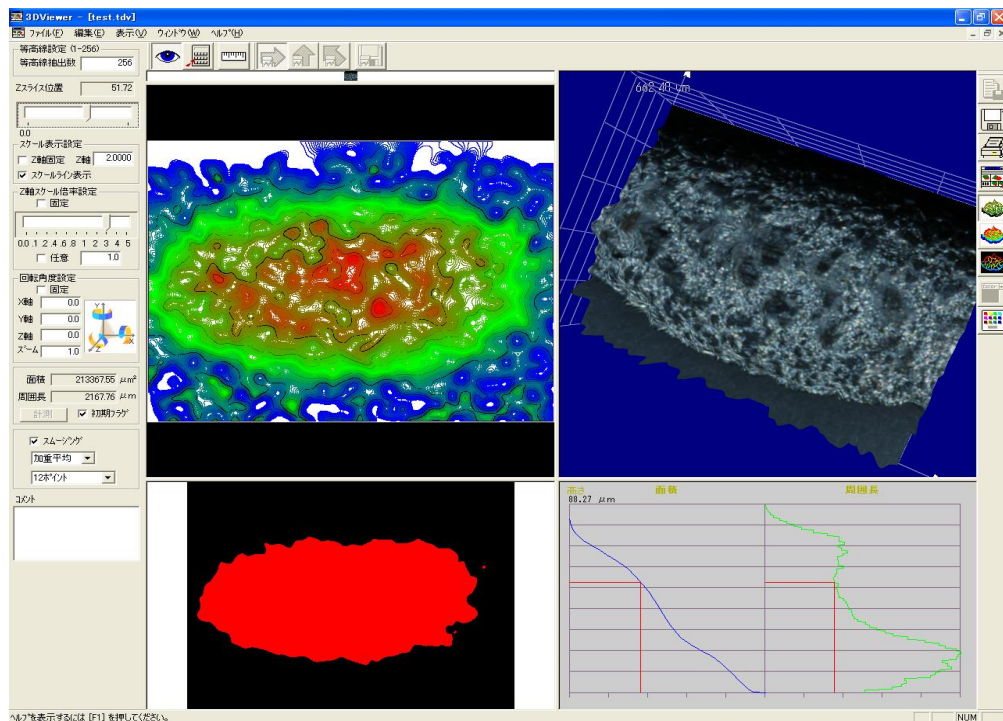 3DViewer - [test.tdv]
ファイル(F) 編集(E) 表示(V) ウィンドウ(W) ヘルプ(H)
等高線設定 (1-256)
等高線抽出数 256
Zスライス位置 51.72
0.0
スケール表示設定
Z軸固定 Z軸 2.0000
スケールライン表示
Z軸スケール倍率設定
固定
0.0 .1 .2 .4 .6 .8 1 2 3 4 5
任意 1.0
回転角度設定
固定
X軸 0.0
Y軸 0.0
Z軸 0.0
ズーム 1.0
Y
X
Z
面積 213367.55 μm²
周囲長 2167.76 μm
計測 初期フラグ
スムージング
加重平均
12ポイント
コメント
662.40 um
高さ 面積 周囲長
88.27 μm
ヘルプを表示するには [F1] を押してください。
NUM